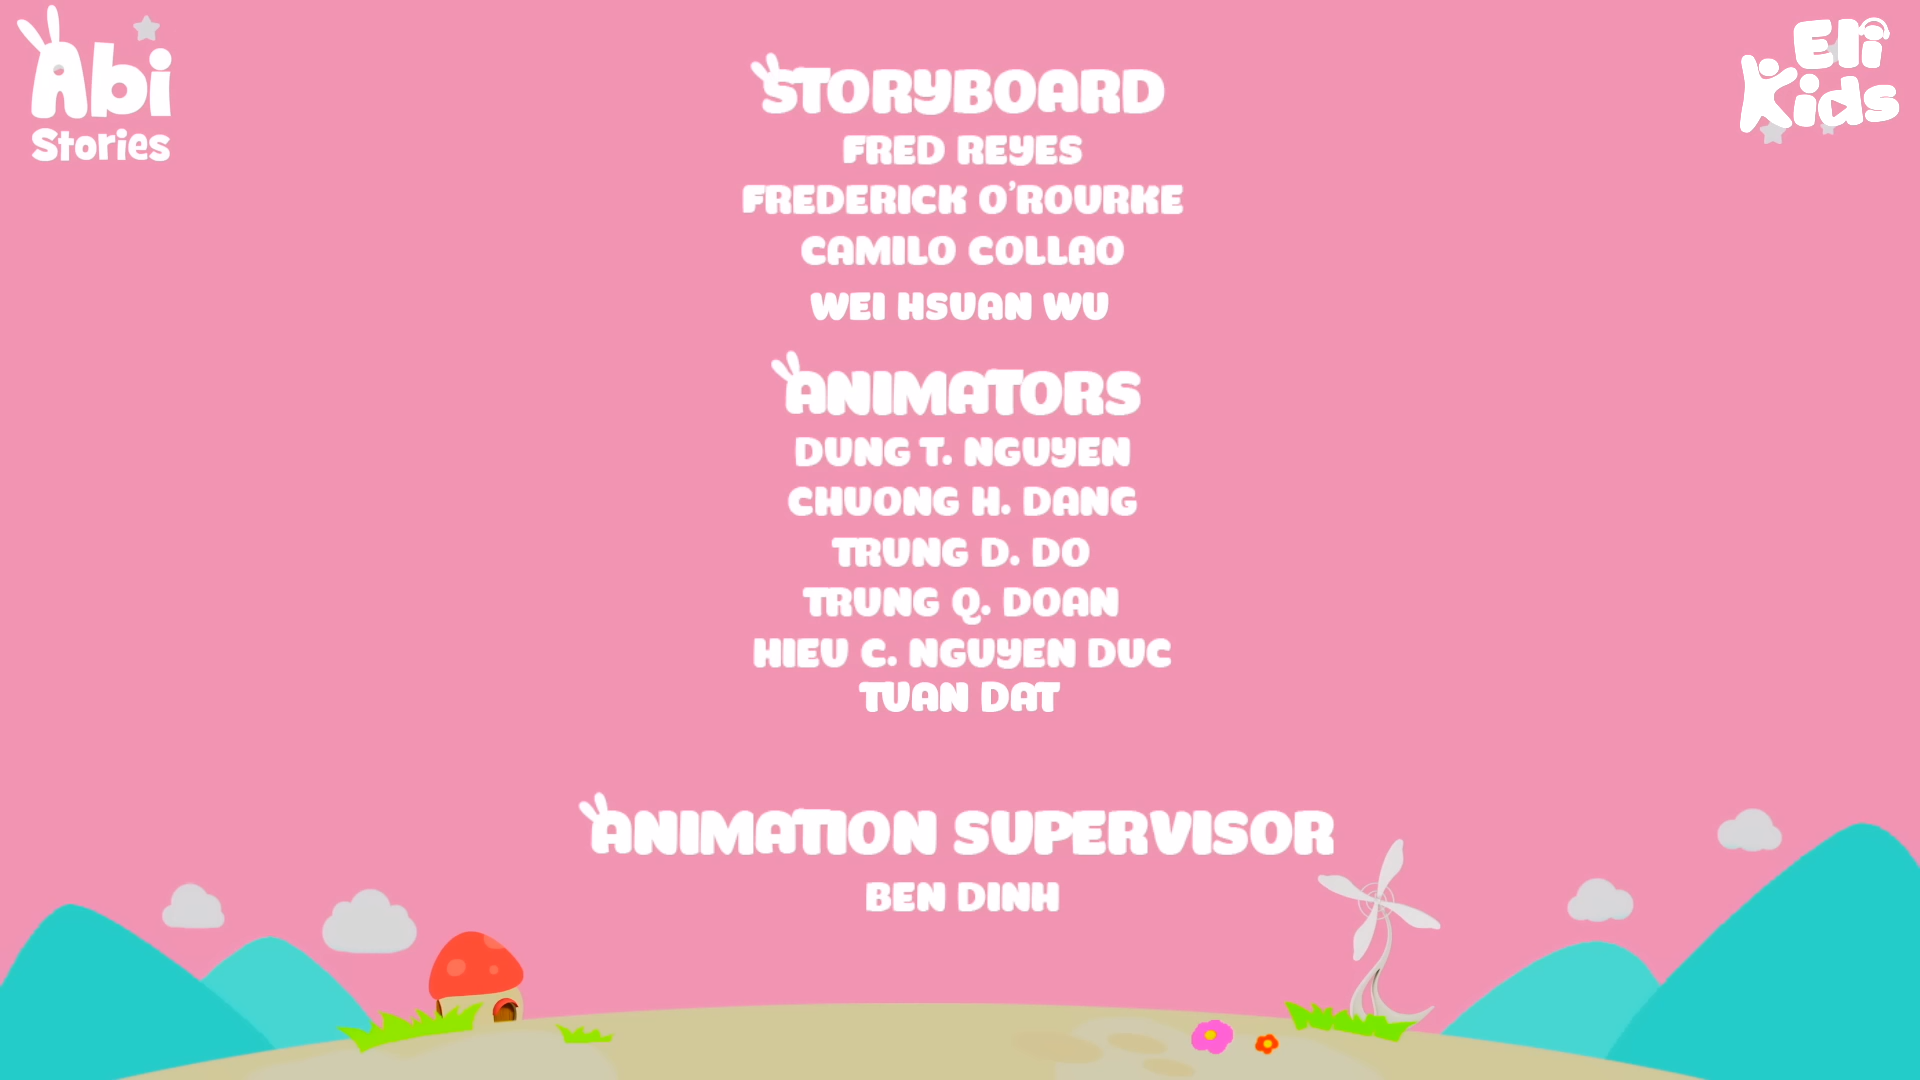 Abi
Stories
Eli
Kids
STORYBOARD
FRED REYES
FREDERICK O'ROURKE
CAMILO COLLAO
WEI HSUAN WU
ANIMATORS
DUNG T. NGUYEN
CHUONG H. DANG
TRUNG D. DO
TRUNG Q. DOAN
HIEU C. NGUYEN DUC
TUAN DAT
ANIMATION SUPERVISOR
BEN DINH